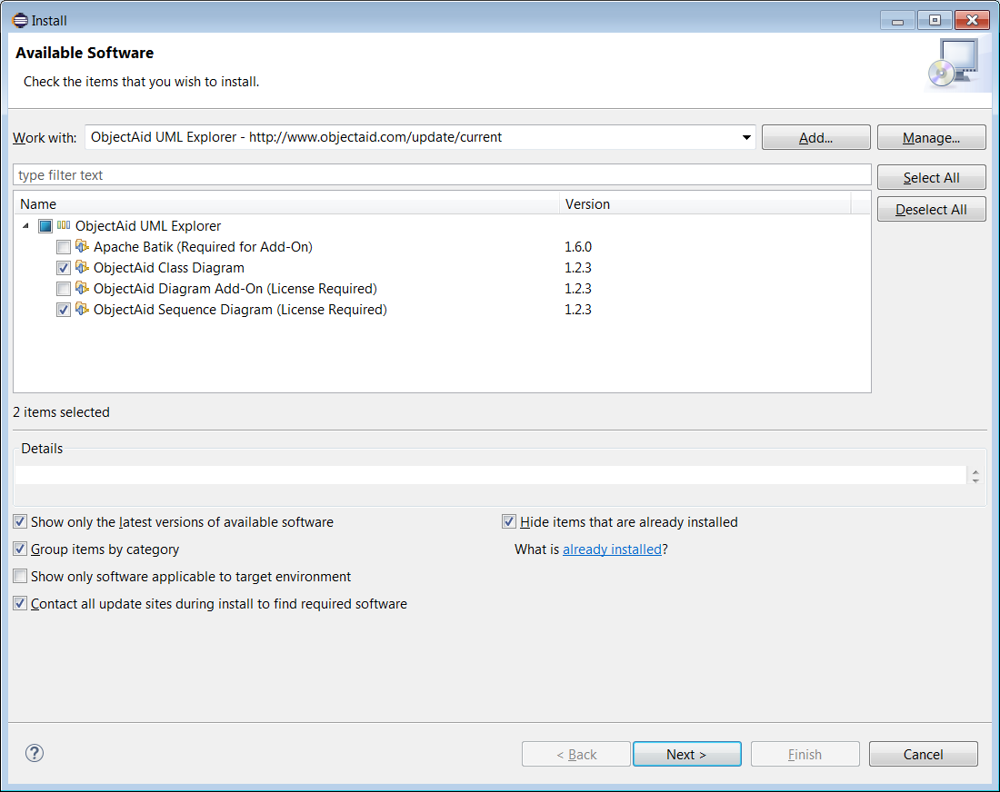 Install
Available Software
Check the items that you wish to install.
Work with: ObjectAid UML Explorer - http://www.objectaid.com/update/current Add... Manage...
type filter text Select All
Name Version Deselect All
ObjectAid UML Explorer
Apache Batik (Required for Add-On) 1.6.0
ObjectAid Class Diagram 1.2.3
ObjectAid Diagram Add-On (License Required) 1.2.3
ObjectAid Sequence Diagram (License Required) 1.2.3
2 items selected
Details
Show only the latest versions of available software Hide items that are already installed
Group items by category What is already installed?
Show only software applicable to target environment
Contact all update sites during install to find required software
? < Back Next > Finish Cancel